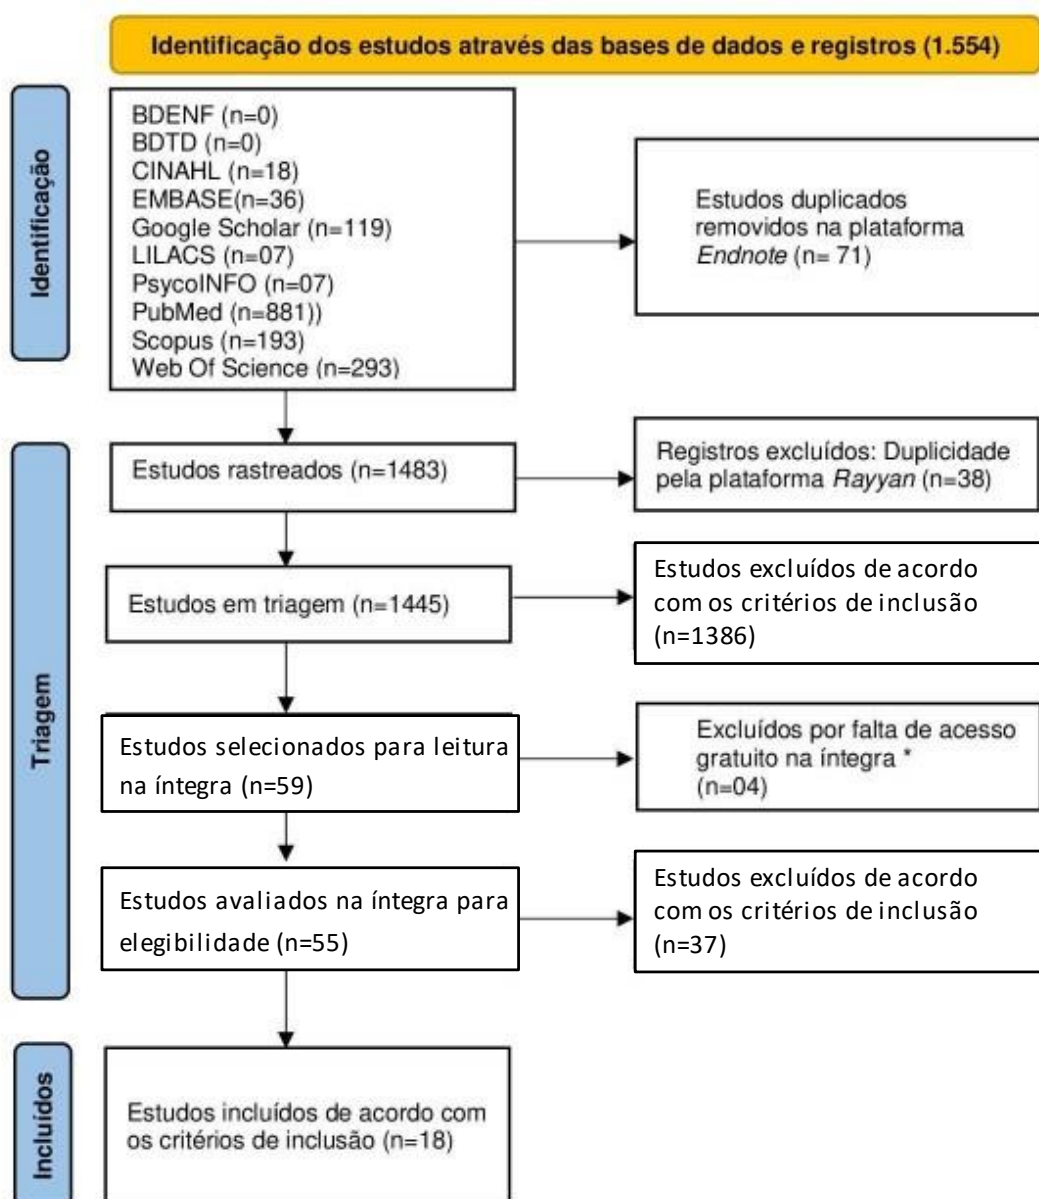 Identificação dos estudos através das bases de dados e registros (1.554)
Identificação
BDENF (n=0)
BDTD (n=0)
CINAHL (n=18)
EMBASE(n=36)
Google Scholar (n=119)
LILACS (n=07)
PsycoINFO (n=07)
PubMed (n=881))
Scopus (n=193)
Web Of Science (n=293)
Estudos duplicados
removidos na plataforma
Endnote (n= 71)
Triagem
Estudos rastreados (n=1483)
Registros excluídos: Duplicidade
pela plataforma Rayyan (n=38)
Estudos em triagem (n=1445)
Estudos excluídos de acordo
com os critérios de inclusão
(n=1386)
Estudos selecionados para leitura
na íntegra (n=59)
Excluídos por falta de acesso
gratuito na íntegra *
(n=04)
Estudos avaliados na íntegra para
elegibilidade (n=55)
Estudos excluídos de acordo
com os critérios de inclusão
(n=37)
Incluídos
Estudos incluídos de acordo com
os critérios de inclusão (n=18)